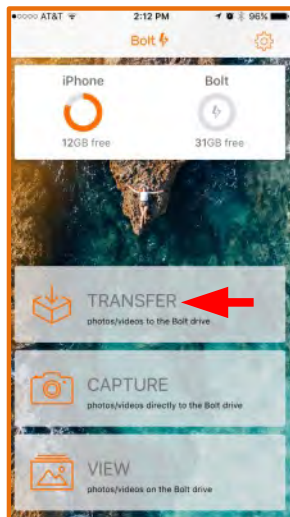 AT&T 2:12 PM 96%
Bolt
iPhone Bolt
12GB free 31GB free
TRANSFER
photos/videos to the Bolt drive
CAPTURE
photos/videos directly to the Bolt drive
VIEW
photos/videos on the Bolt drive